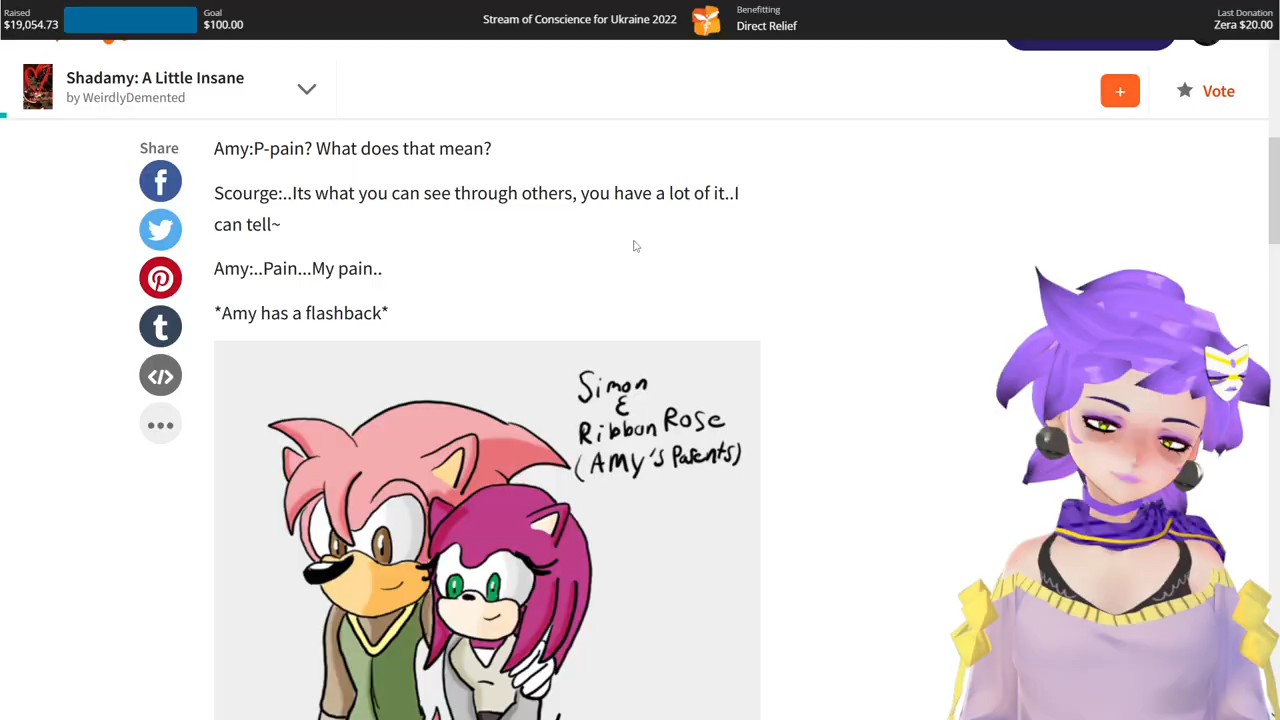 Raised
$19,054.73
Goal
$100.00
Stream of Conscience for Ukraine 2022
Benefitting
Direct Relief
Last Donation
Zera $20.00
Shadamy: A Little Insane
by WeirdlyDemented
+
Vote
Share
Amy:P-pain? What does that mean?
Scourge:..Its what you can see through others, you have a lot of it..I
can tell~
Amy:..Pain...My pain..
*Amy has a flashback*
Simon
&
Ribbon Rose
(Amy's Parents)